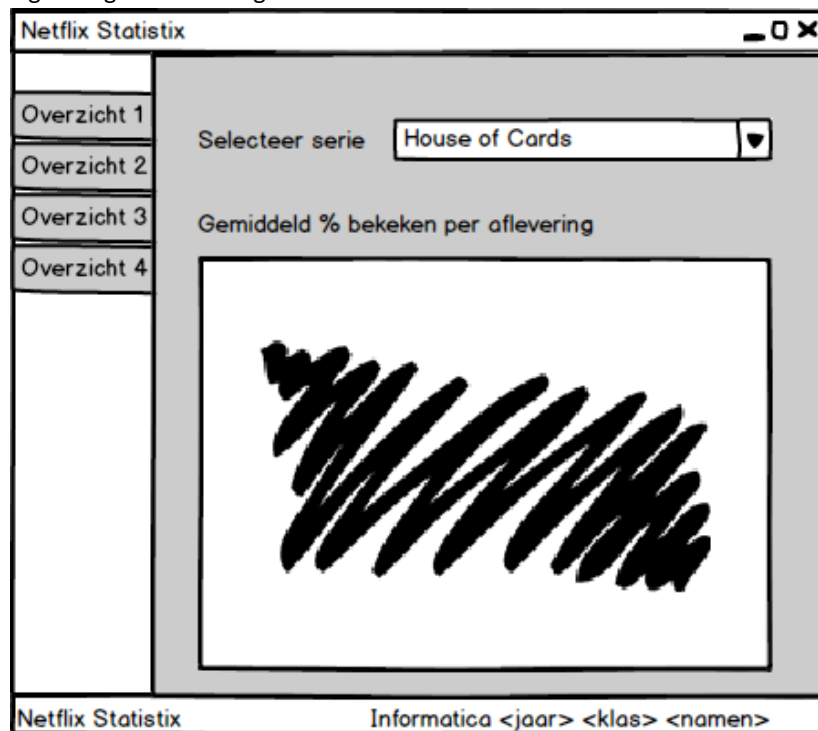 Netflix Statistix
Overzicht 1
Overzicht 2
Overzicht 3
Overzicht 4
Selecteer serie
House of Cards
Gemiddeld % bekeken per aflevering
Netflix Statistix
Informatica <jaar> <klas> <namen>